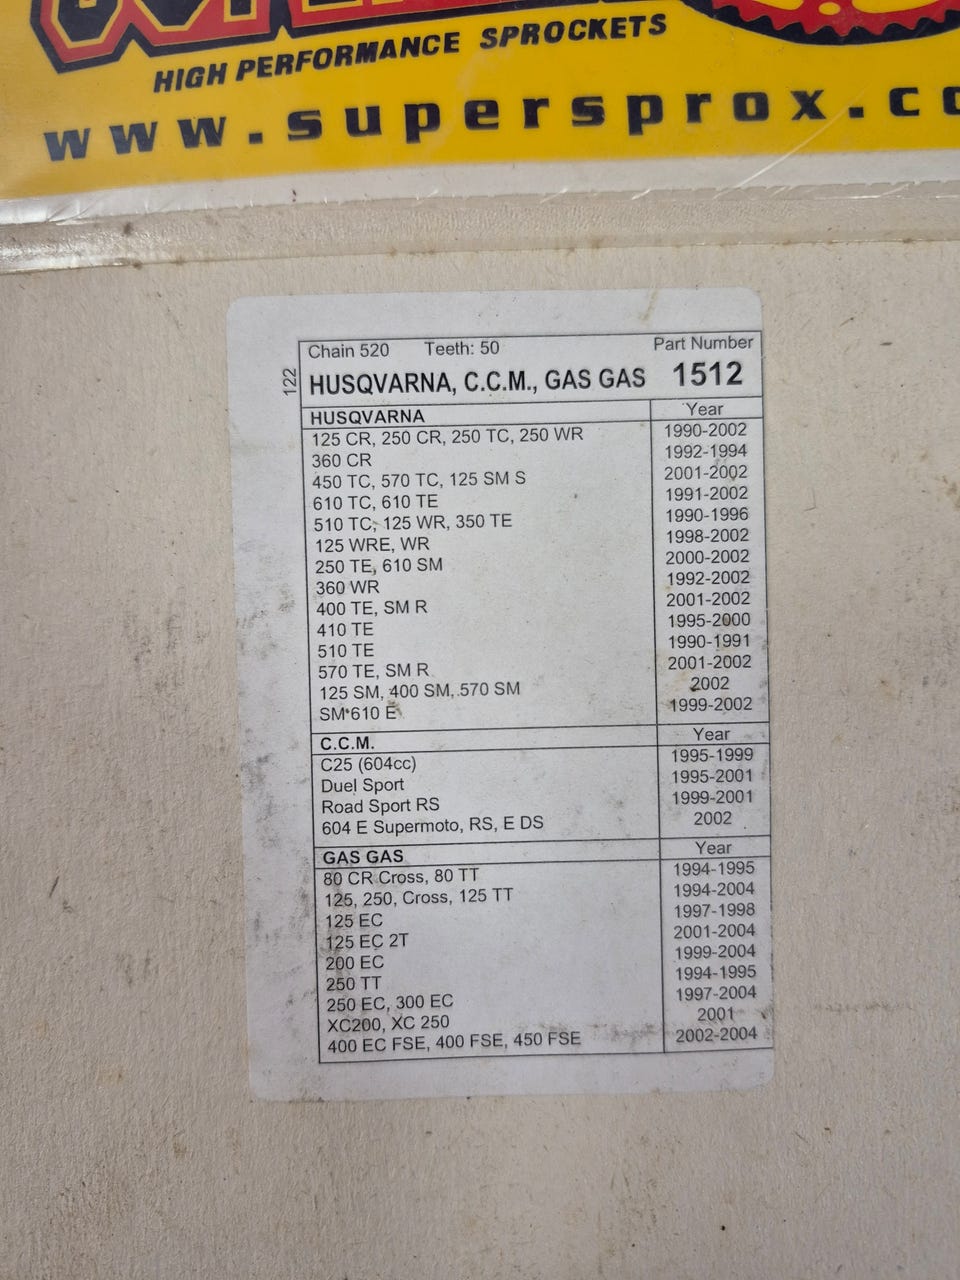 HIGH PERFORMANCE SPROCKETS
www.supersprox.co
122
Chain 520 Teeth: 50 Part Number
HUSQVARNA, C.C.M., GAS GAS 1512
HUSQVARNA Year
125 CR, 250 CR, 250 TC, 250 WR 1990-2002
360 CR 1992-1994
450 TC, 570 TC, 125 SM S 2001-2002
610 TC, 610 TE 1991-2002
510 TC, 125 WR, 350 TE 1990-1996
125 WRE, WR 1998-2002
250 TE, 610 SM 2000-2002
360 WR 1992-2002
400 TE, SM R 2001-2002
410 TE 1995-2000
510 TE 1990-1991
570 TE, SM R 2001-2002
125 SM, 400 SM, 570 SM 2002
SM 610 E 1999-2002
C.C.M. Year
C25 (604cc) 1995-1999
Duel Sport 1995-2001
Road Sport RS 1999-2001
604 E Supermoto, RS, E DS 2002
GAS GAS Year
80 CR Cross, 80 TT 1994-1995
125, 250, Cross, 125 TT 1994-2004
125 EC 1997-1998
125 EC 2T 2001-2004
200 EC 1999-2004
250 TT 1994-1995
250 EC, 300 EC 1997-2004
XC200, XC 250 2001
400 EC FSE, 400 FSE, 450 FSE 2002-2004